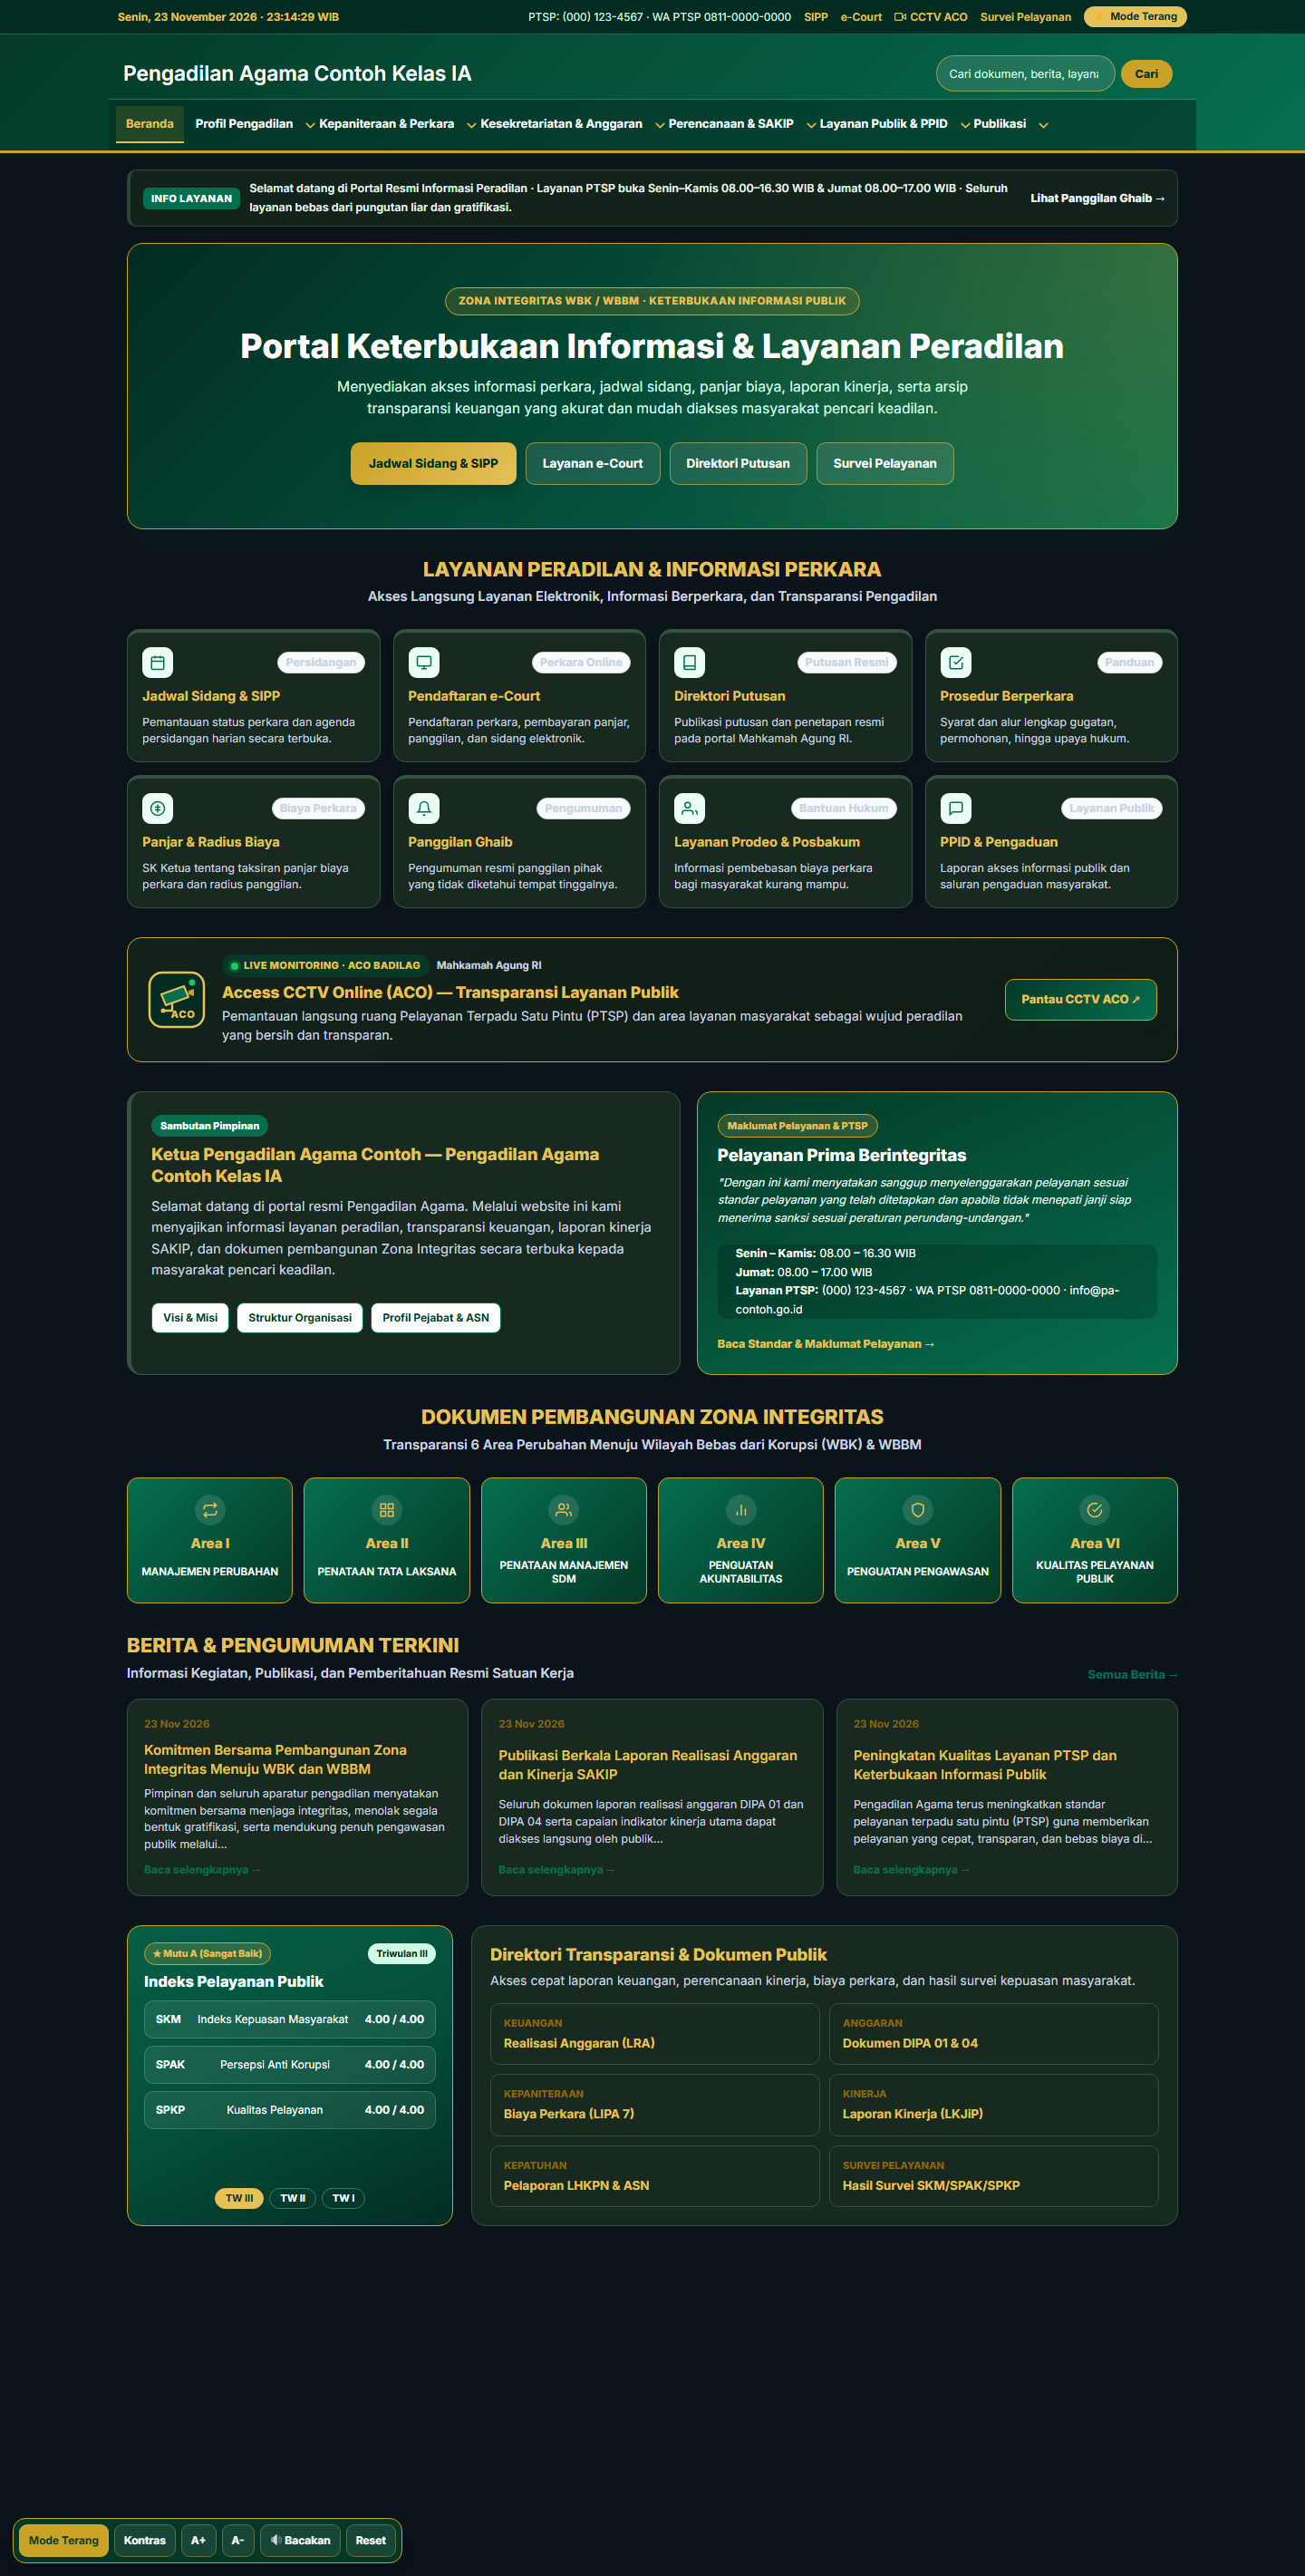 Senin, 23 November 2026 · 23:14:29 WIB
PTSP: (000) 123-4567 · WA PTSP 0811-0000-0000 SIPP e-Court CCTV ACO Survei Pelayanan Mode Terang
Pengadilan Agama Contoh Kelas IA
Cari dokumen, berita, layana Cari
Beranda Profil Pengadilan Kepaniteraan & Perkara Kesekretariatan & Anggaran Perencanaan & SAKIP Layanan Publik & PPID Publikasi
INFO LAYANAN
Selamat datang di Portal Resmi Informasi Peradilan · Layanan PTSP buka Senin–Kamis 08.00–16.30 WIB & Jumat 08.00–17.00 WIB · Seluruh
layanan bebas dari pungutan liar dan gratifikasi.
Lihat Panggilan Ghaib →
ZONA INTEGRITAS WBK / WBBM · KETERBUKAAN INFORMASI PUBLIK
Portal Keterbukaan Informasi & Layanan Peradilan
Menyediakan akses informasi perkara, jadwal sidang, panjar biaya, laporan kinerja, serta arsip
transparansi keuangan yang akurat dan mudah diakses masyarakat pencari keadilan.
Jadwal Sidang & SIPP Layanan e-Court Direktori Putusan Survei Pelayanan
LAYANAN PERADILAN & INFORMASI PERKARA
Akses Langsung Layanan Elektronik, Informasi Berperkara, dan Transparansi Pengadilan
Persidangan
Jadwal Sidang & SIPP
Pemantauan status perkara dan agenda
persidangan harian secara terbuka.
Perkara Online
Pendaftaran e-Court
Pendaftaran perkara, pembayaran panjar,
panggilan, dan sidang elektronik.
Putusan Resmi
Direktori Putusan
Publikasi putusan dan penetapan resmi
pada portal Mahkamah Agung RI.
Panduan
Prosedur Berperkara
Syarat dan alur lengkap gugatan,
permohonan, hingga upaya hukum.
Biaya Perkara
Panjar & Radius Biaya
SK Ketua tentang taksiran panjar biaya
perkara dan radius panggilan.
Pengumuman
Panggilan Ghaib
Pengumuman resmi panggilan pihak
yang tidak diketahui tempat tinggalnya.
Bantuan Hukum
Layanan Prodeo & Posbakum
Informasi pembebasan biaya perkara
bagi masyarakat kurang mampu.
Layanan Publik
PPID & Pengaduan
Laporan akses informasi publik dan
saluran pengaduan masyarakat.
ACO
LIVE MONITORING · ACO BADILAG Mahkamah Agung RI
Access CCTV Online (ACO) — Transparansi Layanan Publik
Pemantauan langsung ruang Pelayanan Terpadu Satu Pintu (PTSP) dan area layanan masyarakat sebagai wujud peradilan
yang bersih dan transparan.
Pantau CCTV ACO ↗
Sambutan Pimpinan
Ketua Pengadilan Agama Contoh — Pengadilan Agama
Contoh Kelas IA
Selamat datang di portal resmi Pengadilan Agama. Melalui website ini kami
menyajikan informasi layanan peradilan, transparansi keuangan, laporan kinerja
SAKIP, dan dokumen pembangunan Zona Integritas secara terbuka kepada
masyarakat pencari keadilan.
Visi & Misi Struktur Organisasi Profil Pejabat & ASN
Maklumat Pelayanan & PTSP
Pelayanan Prima Berintegritas
"Dengan ini kami menyatakan sanggup menyelenggarakan pelayanan sesuai
standar pelayanan yang telah ditetapkan dan apabila tidak menepati janji siap
menerima sanksi sesuai peraturan perundang-undangan."
Senin – Kamis: 08.00 – 16.30 WIB
Jumat: 08.00 – 17.00 WIB
Layanan PTSP: (000) 123-4567 · WA PTSP 0811-0000-0000 · info@pa-
contoh.go.id
Baca Standar & Maklumat Pelayanan →
DOKUMEN PEMBANGUNAN ZONA INTEGRITAS
Transparansi 6 Area Perubahan Menuju Wilayah Bebas dari Korupsi (WBK) & WBBM
Area I
MANAJEMEN PERUBAHAN
Area II
PENATAAN TATA LAKSANA
Area III
PENATAAN MANAJEMEN
SDM
Area IV
PENGUATAN
AKUNTABILITAS
Area V
PENGUATAN PENGAWASAN
Area VI
KUALITAS PELAYANAN
PUBLIK
BERITA & PENGUMUMAN TERKINI
Informasi Kegiatan, Publikasi, dan Pemberitahuan Resmi Satuan Kerja
Semua Berita →
23 Nov 2026
Komitmen Bersama Pembangunan Zona
Integritas Menuju WBK dan WBBM
Pimpinan dan seluruh aparatur pengadilan menyatakan
komitmen bersama menjaga integritas, menolak segala
bentuk gratifikasi, serta mendukung penuh pengawasan
publik melalui...
Baca selengkapnya →
23 Nov 2026
Publikasi Berkala Laporan Realisasi Anggaran
dan Kinerja SAKIP
Seluruh dokumen laporan realisasi anggaran DIPA 01 dan
DIPA 04 serta capaian indikator kinerja utama dapat
diakses langsung oleh publik...
Baca selengkapnya →
23 Nov 2026
Peningkatan Kualitas Layanan PTSP dan
Keterbukaan Informasi Publik
Pengadilan Agama terus meningkatkan standar
pelayanan terpadu satu pintu (PTSP) guna memberikan
pelayanan yang cepat, transparan, dan bebas biaya di...
Baca selengkapnya →
★ Mutu A (Sangat Baik) Triwulan III
Indeks Pelayanan Publik
SKM Indeks Kepuasan Masyarakat 4.00 / 4.00
SPAK Persepsi Anti Korupsi 4.00 / 4.00
SPKP Kualitas Pelayanan 4.00 / 4.00
TW III TW II TW I
Direktori Transparansi & Dokumen Publik
Akses cepat laporan keuangan, perencanaan kinerja, biaya perkara, dan hasil survei kepuasan masyarakat.
KEUANGAN
Realisasi Anggaran (LRA)
ANGGARAN
Dokumen DIPA 01 & 04
KEPANITERAAN
Biaya Perkara (LIPA 7)
KINERJA
Laporan Kinerja (LKJiP)
KEPATUHAN
Pelaporan LHKPN & ASN
SURVEI PELAYANAN
Hasil Survei SKM/SPAK/SPKP
Mode Terang Kontras A+ A- Bacakan Reset